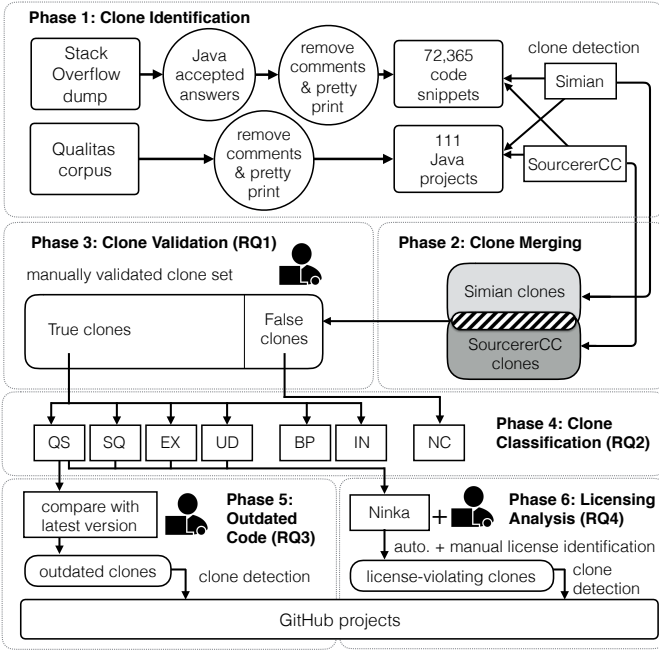 Phase 1: Clone Identification
Stack
Overflow
dump
Java
accepted
answers
remove
comments
& pretty
print
72,365
code
snippets
clone detection
Simian
Qualitas
corpus
remove
comments
& pretty
print
111
Java
projects
SourcererCC
Phase 3: Clone Validation (RQ1)
manually validated clone set
True clones
False
clones
Phase 2: Clone Merging
Simian clones
SourcererCC
clones
QS
SQ
EX
UD
BP
IN
NC
Phase 4: Clone
Classification (RQ2)
compare with
latest version
Phase 5:
Outdated
Code (RQ3)
outdated clones
clone detection
Ninka
+
Phase 6: Licensing
Analysis (RQ4)
auto. + manual license identification
license-violating clones
clone
detection
GitHub projects